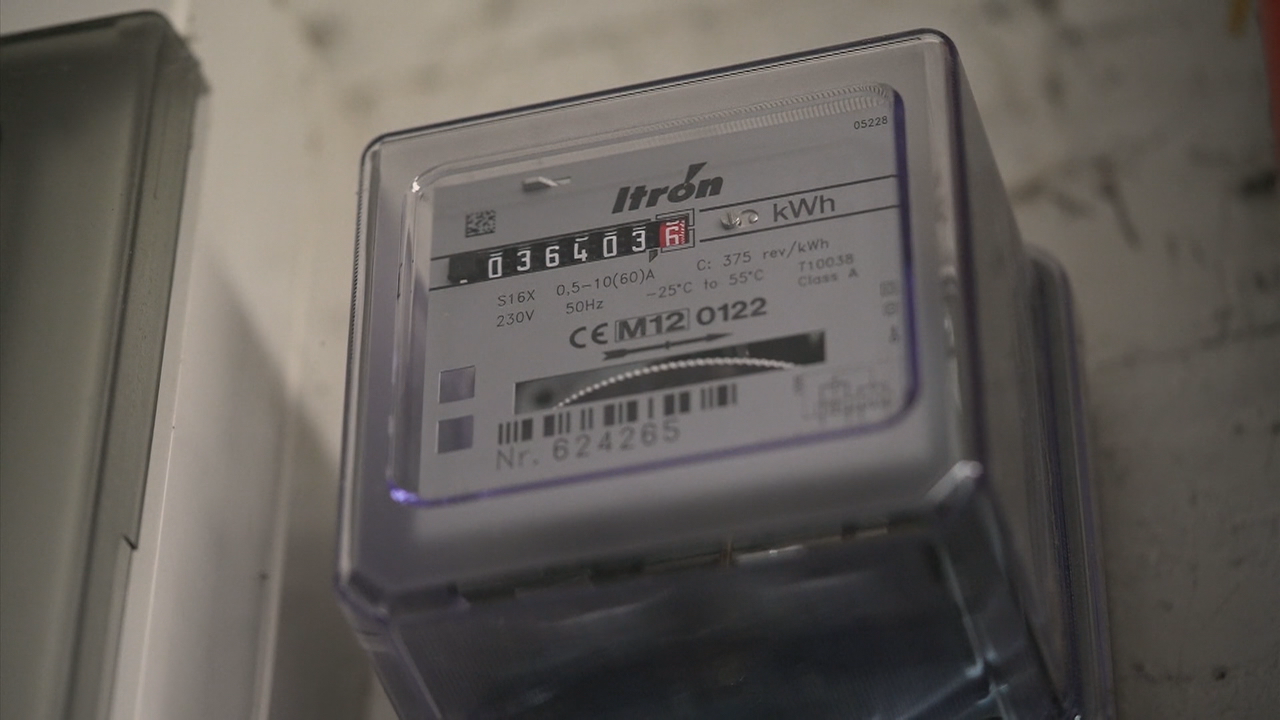 05228
Itron
036403 6 kWh
S16X 0,5-10(60)A C: 375 rev/kWh T10038
230V 50Hz -25°C to 55°C Class A
CE M12 0122
Nr. 624265